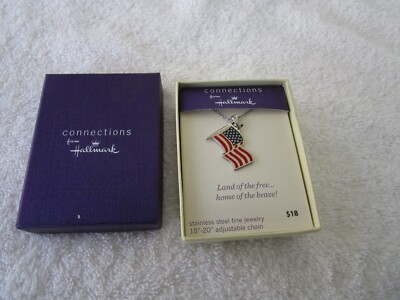 connections
from
Hallmark
connections
from
Hallmark
Land of the free...
home of the brave!
stainless steel fine jewelry
18"-20" adjustable chain
$18